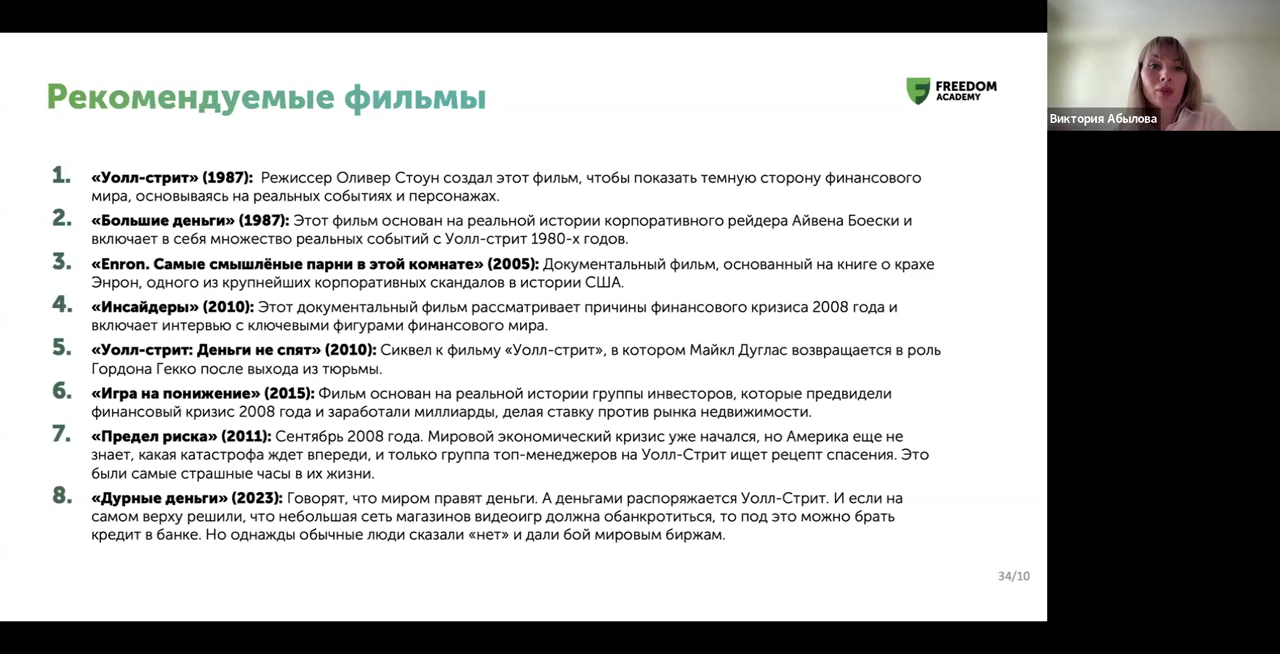 Рекомендуемые фильмы
FREEDOM
ACADEMY
Виктория Абылова
1. «Уолл-стрит» (1987): Режиссер Оливер Стоун создал этот фильм, чтобы показать темную сторону финансового
мира, основываясь на реальных событиях и персонажах.
2. «Большие деньги» (1987): Этот фильм основан на реальной истории корпоративного рейдера Айвена Боески и
включает в себя множество реальных событий с Уолл-стрит 1980-х годов.
3. «Enron. Самые смышлёные парни в этой комнате» (2005): Документальный фильм, основанный на книге о крахе
Энрон, одного из крупнейших корпоративных скандалов в истории США.
4. «Инсайдеры» (2010): Этот документальный фильм рассматривает причины финансового кризиса 2008 года и
включает интервью с ключевыми фигурами финансового мира.
5. «Уолл-стрит: Деньги не спят» (2010): Сиквел к фильму «Уолл-стрит», в котором Майкл Дуглас возвращается в роль
Гордона Гекко после выхода из тюрьмы.
6. «Игра на понижение» (2015): Фильм основан на реальной истории группы инвесторов, которые предвидели
финансовый кризис 2008 года и заработали миллиарды, делая ставку против рынка недвижимости.
7. «Предел риска» (2011): Сентябрь 2008 года. Мировой экономический кризис уже начался, но Америка еще не
знает, какая катастрофа ждет впереди, и только группа топ-менеджеров на Уолл-Стрит ищет рецепт спасения. Это
были самые страшные часы в их жизни.
8. «Дурные деньги» (2023): Говорят, что миром правят деньги. А деньгами распоряжается Уолл-Стрит. И если на
самом верху решили, что небольшая сеть магазинов видеоигр должна обанкротиться, то под это можно брать
кредит в банке. Но однажды обычные люди сказали «нет» и дали бой мировым биржам.
34/10